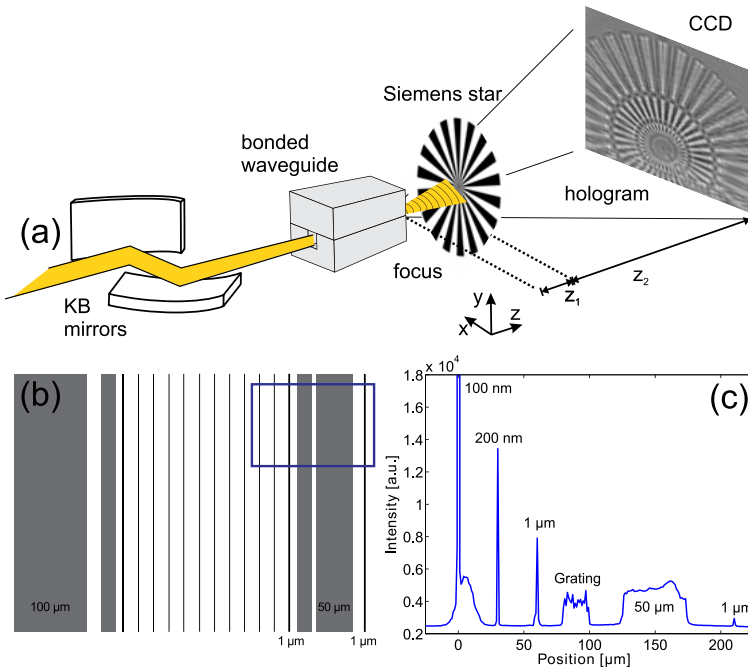 CCD
Siemens star
bonded
waveguide
(a)
hologram
focus
KB
mirrors
z₁
z₂
y
x
z
(b)
100 µm
50 µm
1 µm
1 µm
(c)
1.8 x 10⁴
1.6
1.4
1.2
1
0.8
0.6
0.4
0.2
Intensity [a.u.]
100 nm
200 nm
1 µm
Grating
50 µm
1 µm
0 50 100 150 200
Position [µm]